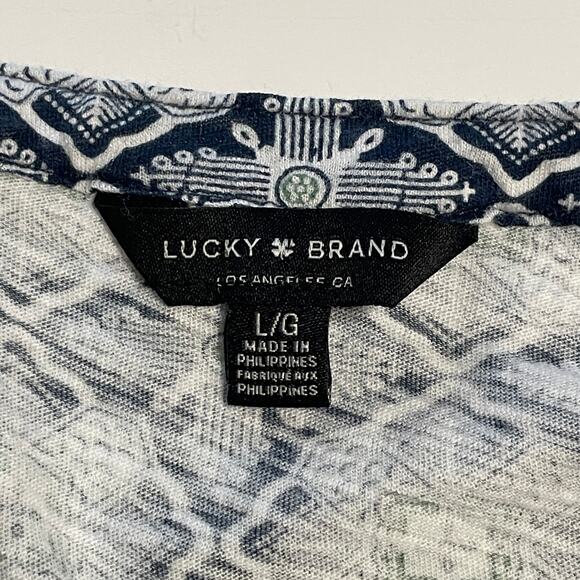 LUCKY BRAND
LOS ANGELES CA
L/G
MADE IN
PHILIPPINES
FABRIQUÉ AUX
PHILIPPINES